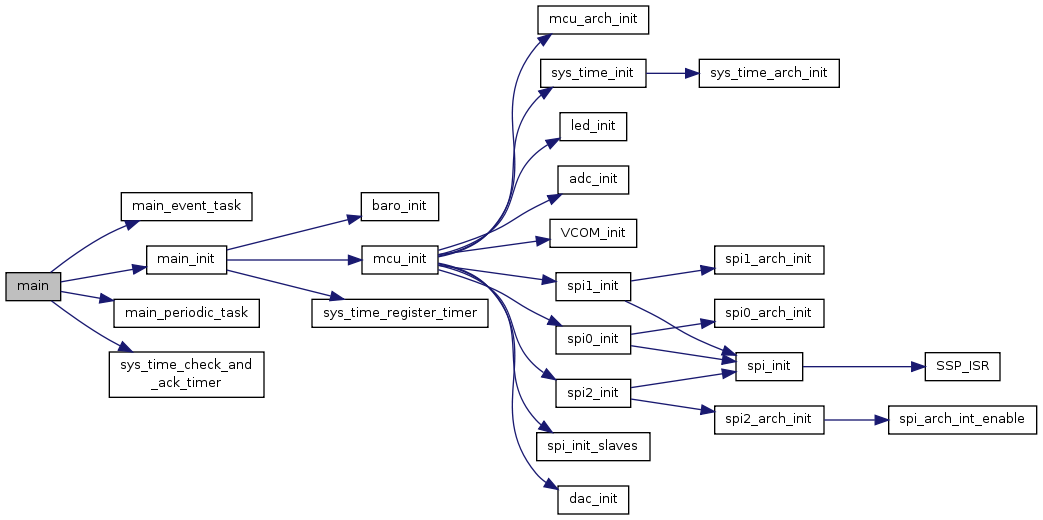 mcu_arch_init
sys_time_init
sys_time_arch_init
led_init
adc_init
main_event_task
baro_init
VCOM_init
main_init
mcu_init
spi1_arch_init
main
spi1_init
main_periodic_task
sys_time_register_timer
spi0_arch_init
spi0_init
sys_time_check_and
_ack_timer
spi_init
SSP_ISR
spi2_init
spi2_arch_init
spi_arch_int_enable
spi_init_slaves
dac_init